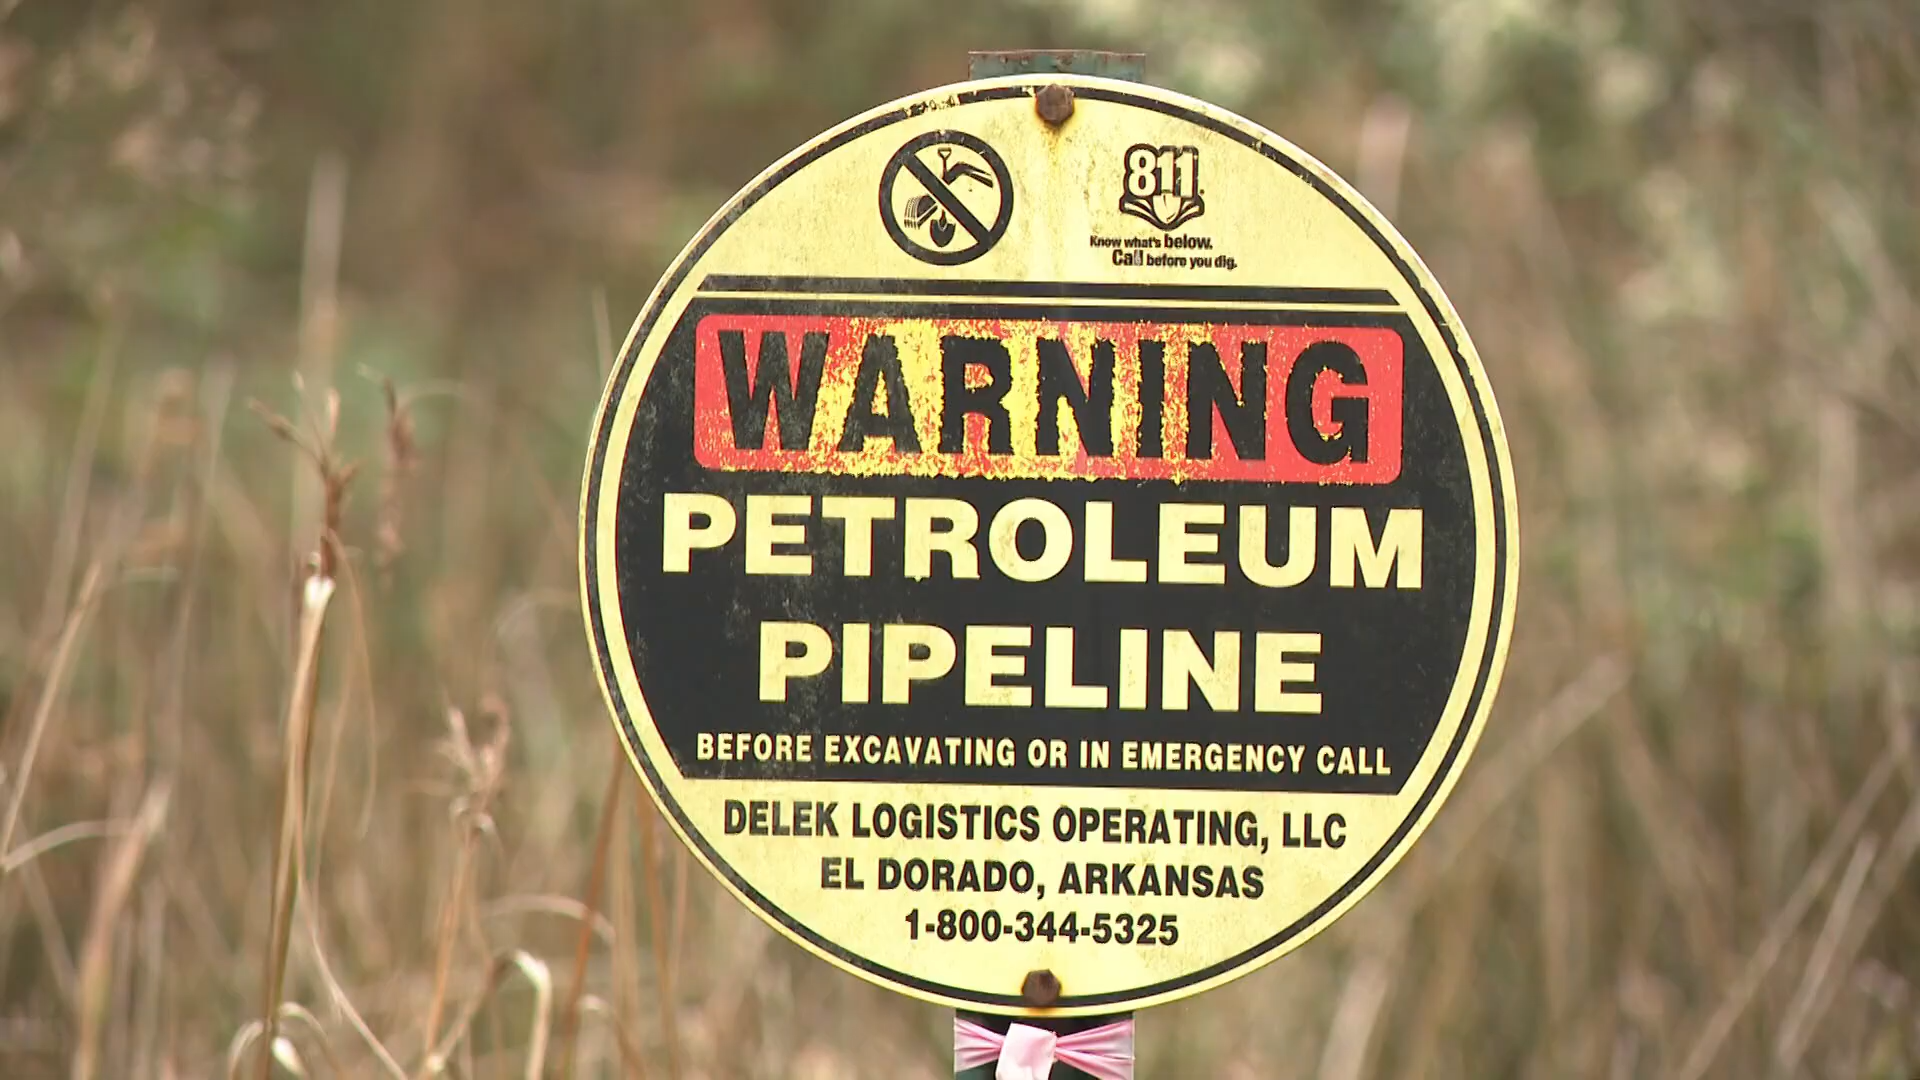 811
Know what's below.
Call before you dig.
WARNING
PETROLEUM
PIPELINE
BEFORE EXCAVATING OR IN EMERGENCY CALL
DELEK LOGISTICS OPERATING, LLC
EL DORADO, ARKANSAS
1-800-344-5325